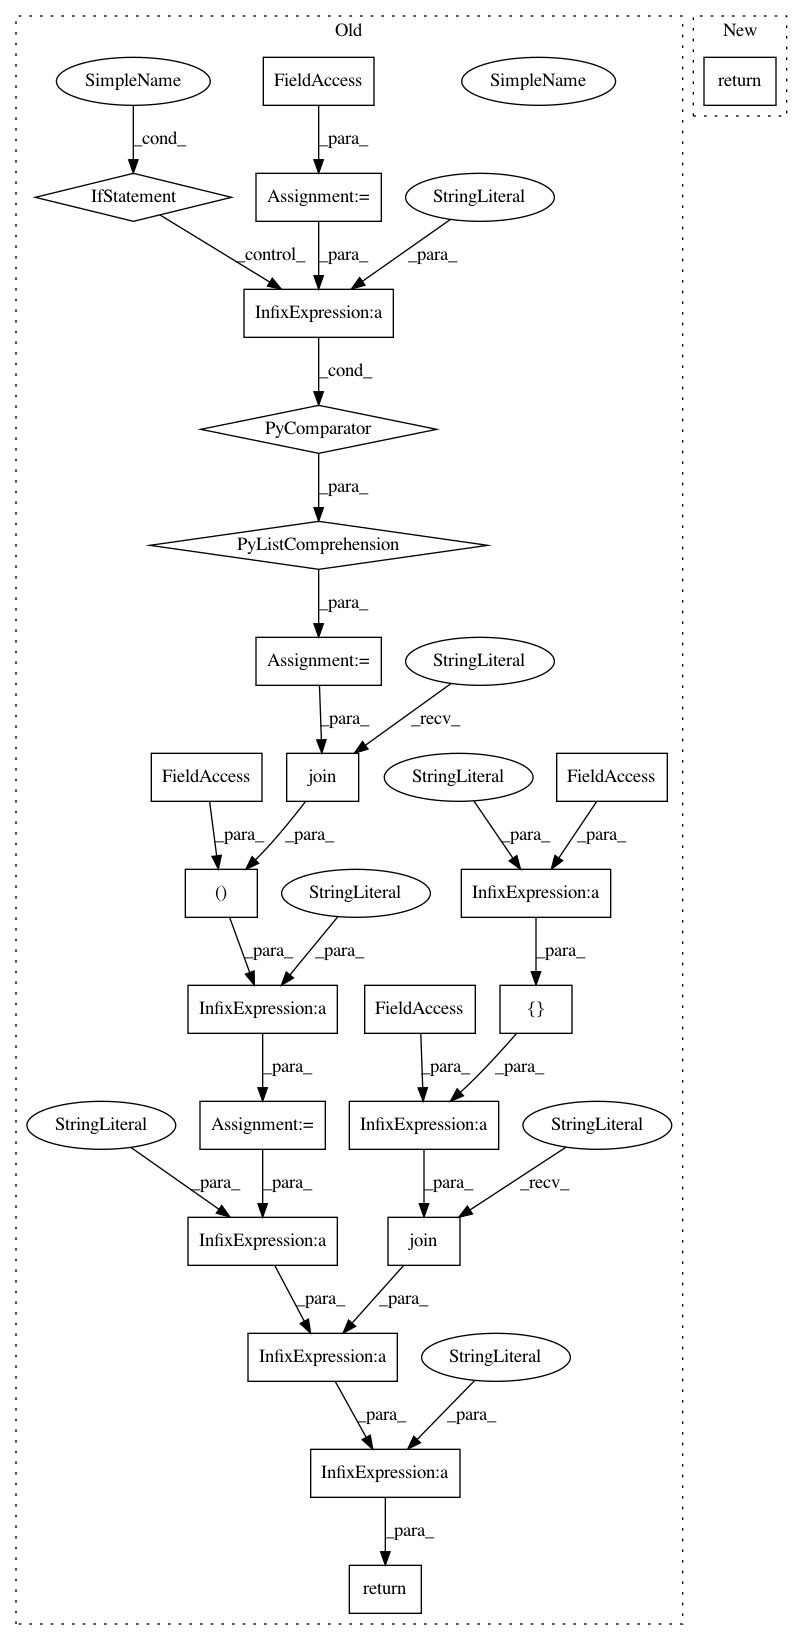 Old
New
SimpleName
FieldAccess
SimpleName
return
_cond_
_para_
IfStatement
Assignment:=
StringLiteral
_control_
_para_
_para_
InfixExpression:a
_cond_
PyComparator
_para_
PyListComprehension
_para_
Assignment:=
StringLiteral
_para_
_recv_
FieldAccess
join
StringLiteral
FieldAccess
_para_
_para_
_para_
_para_
()
StringLiteral
InfixExpression:a
_para_
_para_
_para_
InfixExpression:a
FieldAccess
{}
_para_
_para_
_para_
StringLiteral
Assignment:=
InfixExpression:a
StringLiteral
_para_
_para_
_para_
_recv_
InfixExpression:a
join
_para_
_para_
InfixExpression:a
StringLiteral
_para_
_para_
InfixExpression:a
_para_
return